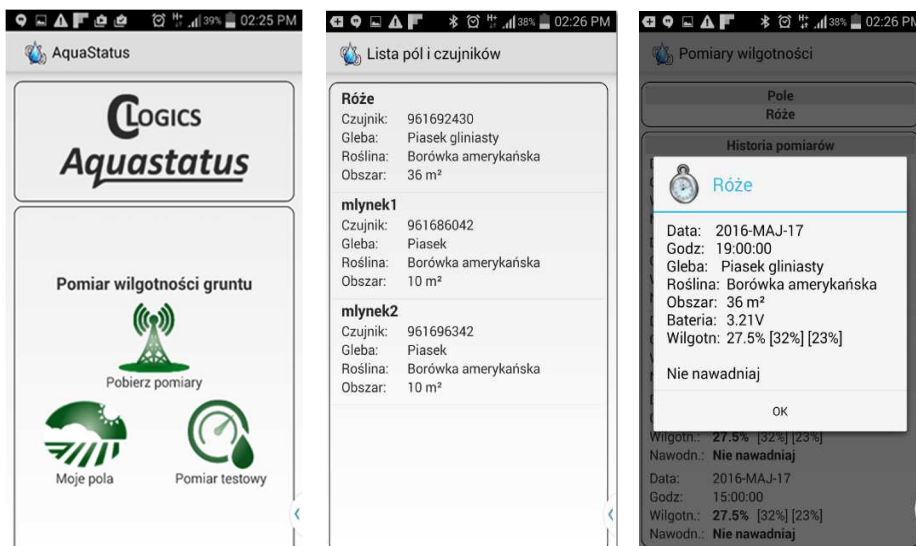 39% 02:25 PM
AquaStatus
CLOGICS
Aquastatus
Pomiar wilgotności gruntu
Pobierz pomiary
Moje pola
Pomiar testowy
38% 02:26 PM
Lista pól i czujników
Róże
Czujnik: 961692430
Gleba: Piasek gliniasty
Roślina: Borówka amerykańska
Obszar: 36 m²
mlynek1
Czujnik: 961686042
Gleba: Piasek
Roślina: Borówka amerykańska
Obszar: 10 m²
mlynek2
Czujnik: 961696342
Gleba: Piasek
Roślina: Borówka amerykańska
Obszar: 10 m²
38% 02:26 PM
Pomiary wilgotności
Pole
Róże
Historia pomiarów
Róże
Data: 2016-MAJ-17
Godz: 19:00:00
Gleba: Piasek gliniasty
Roślina: Borówka amerykańska
Obszar: 36 m²
Bateria: 3.21V
Wilgotn: 27.5% [32%] [23%]
Nie nawadniaj
OK
Wilgotn.: 27.5% [32%] [23%]
Nawodn.: Nie nawadniaj
Data: 2016-MAJ-17
Godz: 15:00:00
Wilgotn.: 27.5% [32%] [23%]
Nawodn.: Nie nawadniaj